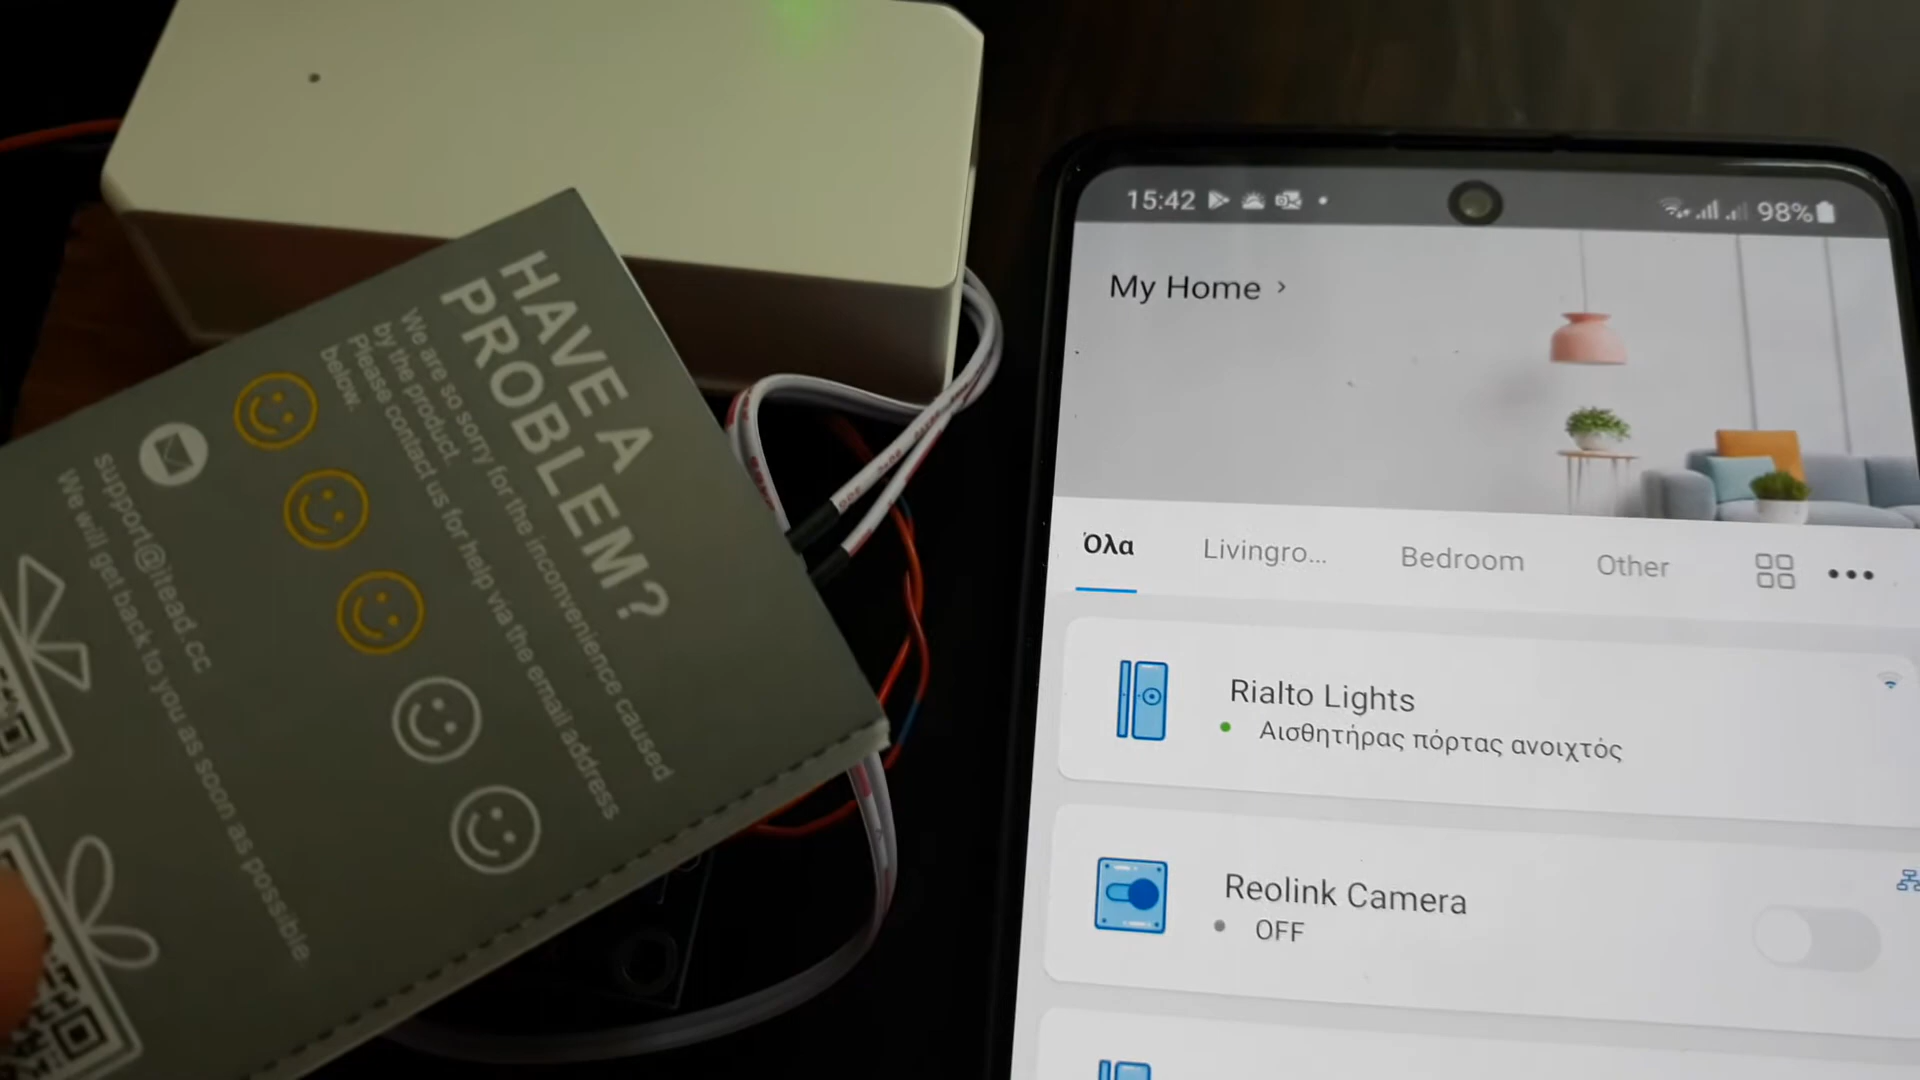 HAVE A
PROBLEM?
We are so sorry for the inconvenience caused
by the product.
Please contact us for help via the email address
below.
support@itead.cc
We will get back to you as soon as possible.
15:42
98%
My Home >
Όλα
Livingro...
Bedroom
Other
Rialto Lights
Αισθητήρας πόρτας ανοιχτός
Reolink Camera
OFF